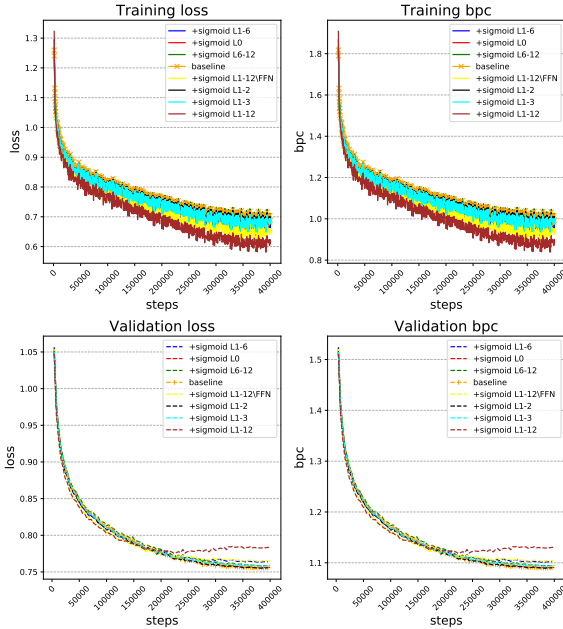 Training loss
loss
1.3
1.2
1.1
1.0
0.9
0.8
0.7
0.6
+sigmoid L1-6
+sigmoid L0
+sigmoid L6-12
baseline
+sigmoid L1-12\FFN
+sigmoid L1-2
+sigmoid L1-3
+sigmoid L1-12
0
50000
100000
150000
200000
250000
300000
350000
400000
steps
Training bpc
bpc
1.8
1.6
1.4
1.2
1.0
0.8
+sigmoid L1-6
+sigmoid L0
+sigmoid L6-12
baseline
+sigmoid L1-12\FFN
+sigmoid L1-2
+sigmoid L1-3
+sigmoid L1-12
0
50000
100000
150000
200000
250000
300000
350000
400000
steps
Validation loss
loss
1.05
1.00
0.95
0.90
0.85
0.80
0.75
+sigmoid L1-6
+sigmoid L0
+sigmoid L6-12
baseline
+sigmoid L1-12\FFN
+sigmoid L1-2
+sigmoid L1-3
+sigmoid L1-12
0
50000
100000
150000
200000
250000
300000
350000
400000
steps
Validation bpc
bpc
1.5
1.4
1.3
1.2
1.1
+sigmoid L1-6
+sigmoid L0
+sigmoid L6-12
baseline
+sigmoid L1-12\FFN
+sigmoid L1-2
+sigmoid L1-3
+sigmoid L1-12
0
50000
100000
150000
200000
250000
300000
350000
400000
steps